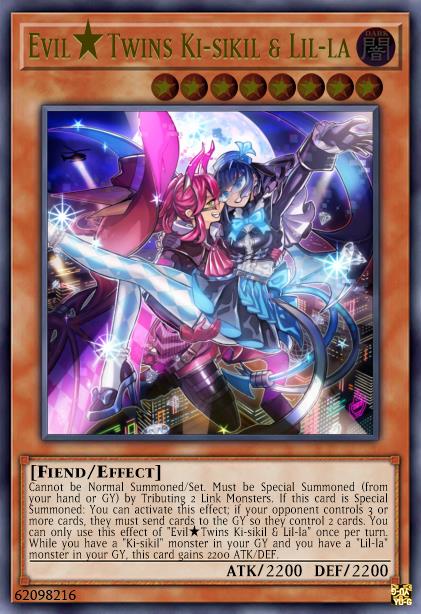 Evil★Twins Ki-sikil & Lil-la
DARK
闇
[Fiend/Effect]
Cannot be Normal Summoned/Set. Must be Special Summoned (from
your hand or GY) by Tributing 2 Link Monsters. If this card is Special
Summoned: You can activate this effect; if your opponent controls 3 or
more cards, they must send cards to the GY so they control 2 cards. You
can only use this effect of "Evil★Twins Ki-sikil & Lil-la" once per turn.
While you have a "Ki-sikil" monster in your GY and you have a "Lil-la"
monster in your GY, this card gains 2200 ATK/DEF.
ATK/2200 DEF/2200
62098216